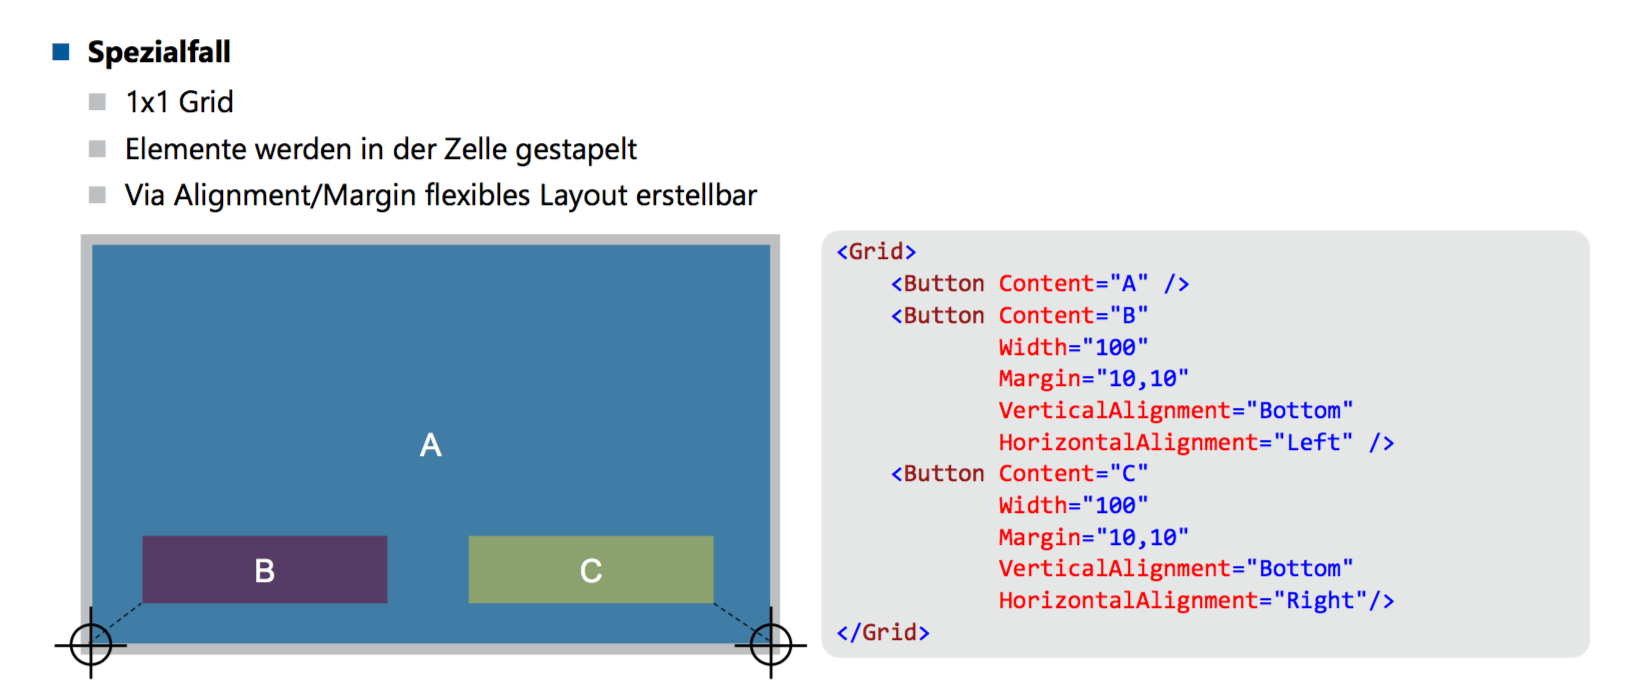 Spezialfall
1x1 Grid
Elemente werden in der Zelle gestapelt
Via Alignment/Margin flexibles Layout erstellbar
A
B
C
<Grid>
    <Button Content="A" />
    <Button Content="B"
            Width="100"
            Margin="10,10"
            VerticalAlignment="Bottom"
            HorizontalAlignment="Left" />
    <Button Content="C"
            Width="100"
            Margin="10,10"
            VerticalAlignment="Bottom"
            HorizontalAlignment="Right"/>
</Grid>